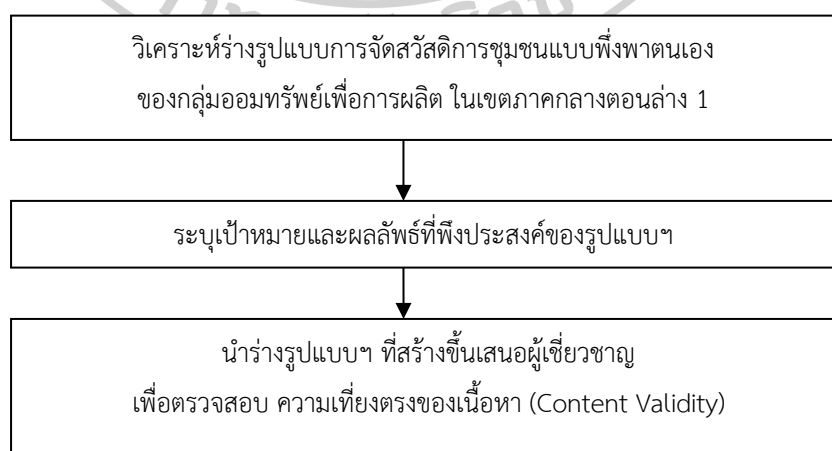 วิเคราะห์ร่างรูปแบบการจัดสวัสดิการชุมชนแบบพึ่งพาตนเอง
ของกลุ่มออมทรัพย์เพื่อการผลิต ในเขตภาคกลางตอนล่าง 1
ระบุเป้าหมายและผลลัพธ์ที่พึงประสงค์ของรูปแบบฯ
นำร่างรูปแบบฯ ที่สร้างขึ้นเสนอผู้เชี่ยวชาญ
เพื่อตรวจสอบ ความเที่ยงตรงของเนื้อหา (Content Validity)